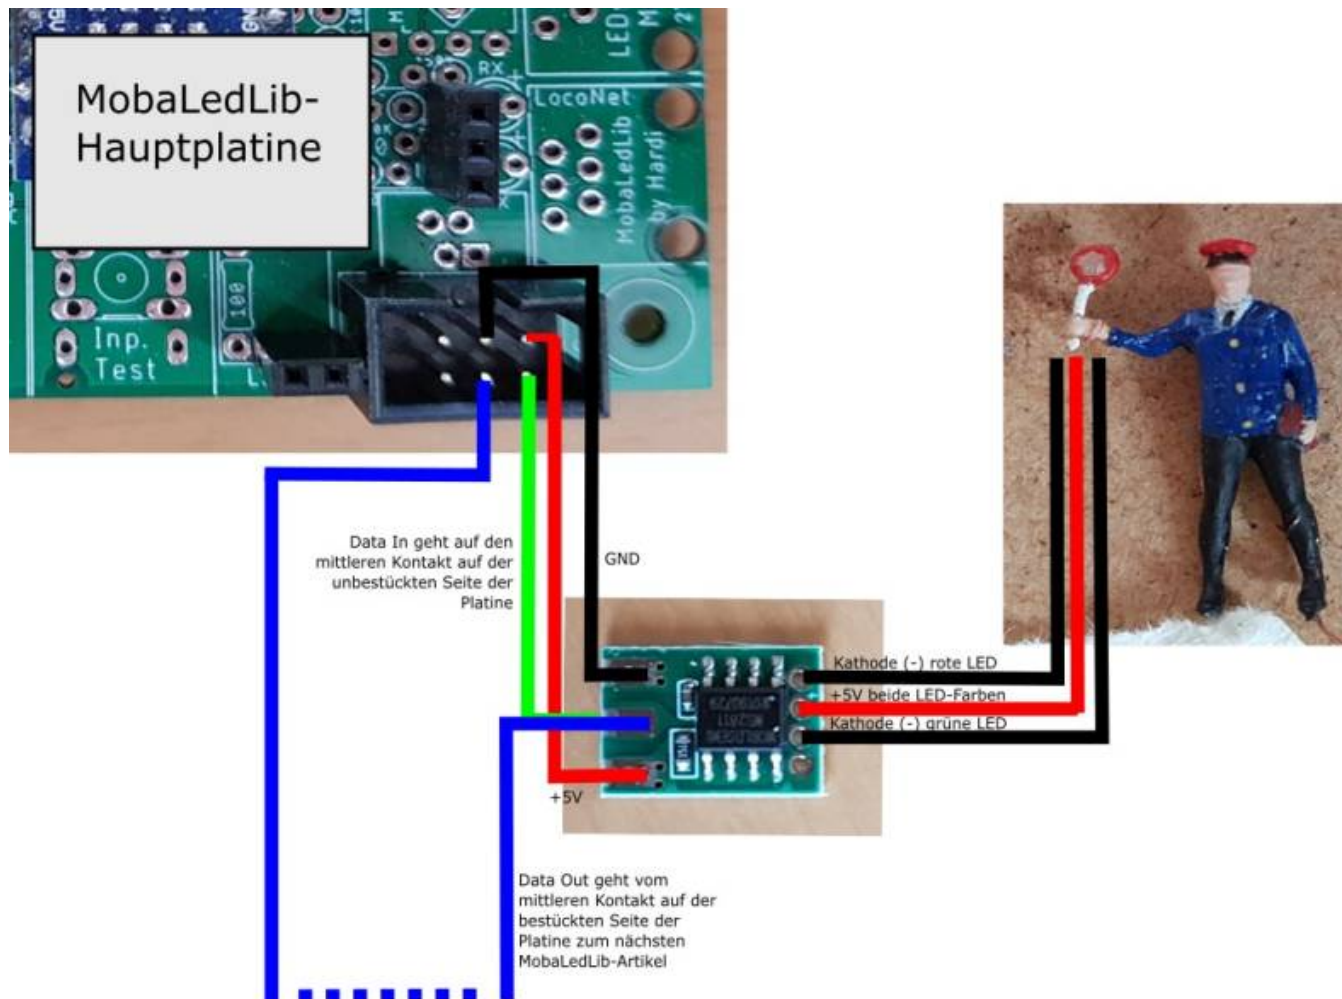 MobaLedLib-
Hauptplatine
RX
LED
LocoNet
MobaLedLib
by Hardi
100
Inp.
Test
Data In geht auf den
mittleren Kontakt auf der
unbestückten Seite der
Platine
GND
Kathode (-) rote LED
+5V beide LED-Farben
Kathode (-) grüne LED
+5V
Data Out geht vom
mittleren Kontakt auf der
bestückten Seite der
Platine zum nächsten
MobaLedLib-Artikel